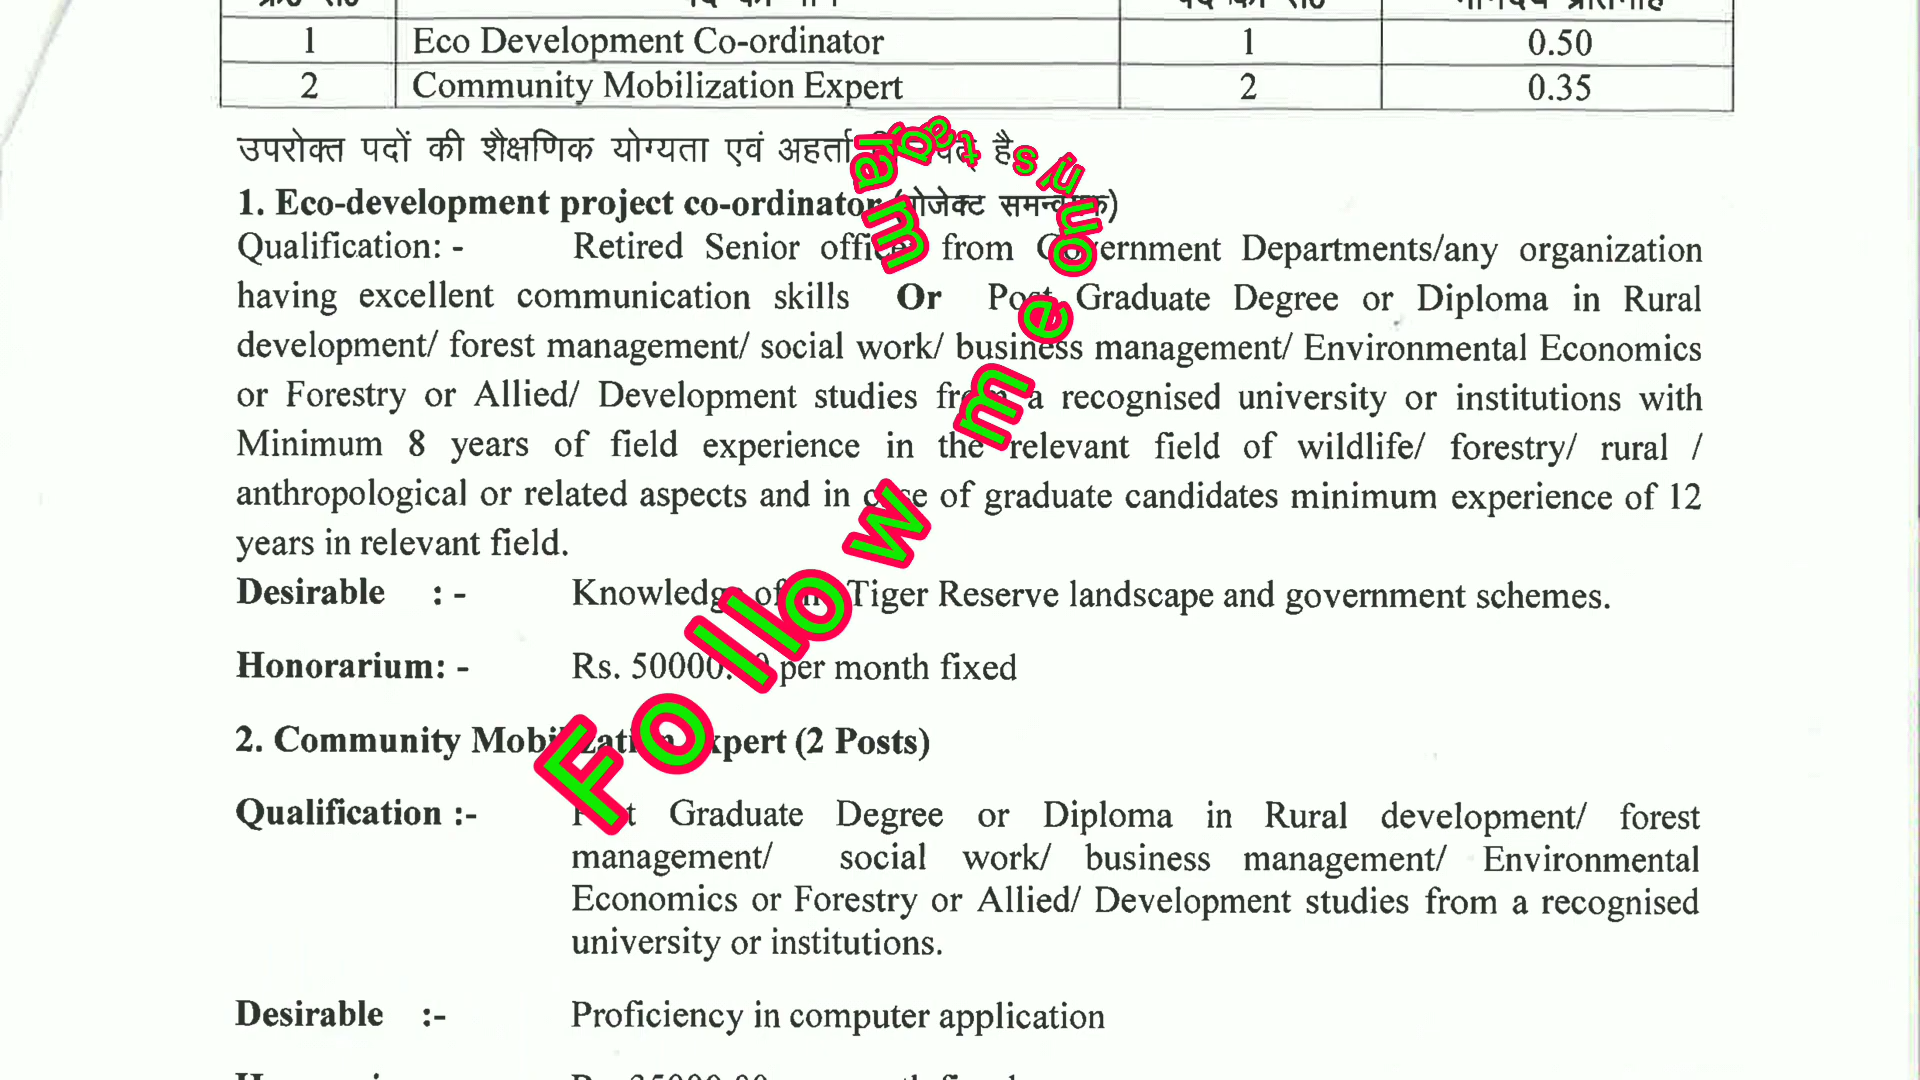 1 Eco Development Co-ordinator 1 0.50
2 Community Mobilization Expert 2 0.35
उपरोक्त पदों की शैक्षणिक योग्यता एवं अहर्ता है
1. Eco-development project co-ordinator
Qualification: - Retired Senior from Departments/any organization
having excellent communication skills Or Graduate Degree or Diploma in Rural
development/ forest management/ social work/ business management/ Environmental Economics
or Forestry or Allied/ Development studies a recognised university or institutions with
Minimum 8 years of field experience in the relevant field of wildlife/ forestry/ rural /
anthropological or related aspects and in of graduate candidates minimum experience of 12
years in relevant field.
Desirable : - Tiger Reserve landscape and government schemes.
Honorarium: - Rs. per month fixed
2. Community (2 Posts)
Qualification :- Graduate Degree or Diploma in Rural development/ forest
management/ social work/ business management/ Environmental
Economics or Forestry or Allied/ Development studies from a recognised
university or institutions.
Desirable :- Proficiency in computer application
Follow me on